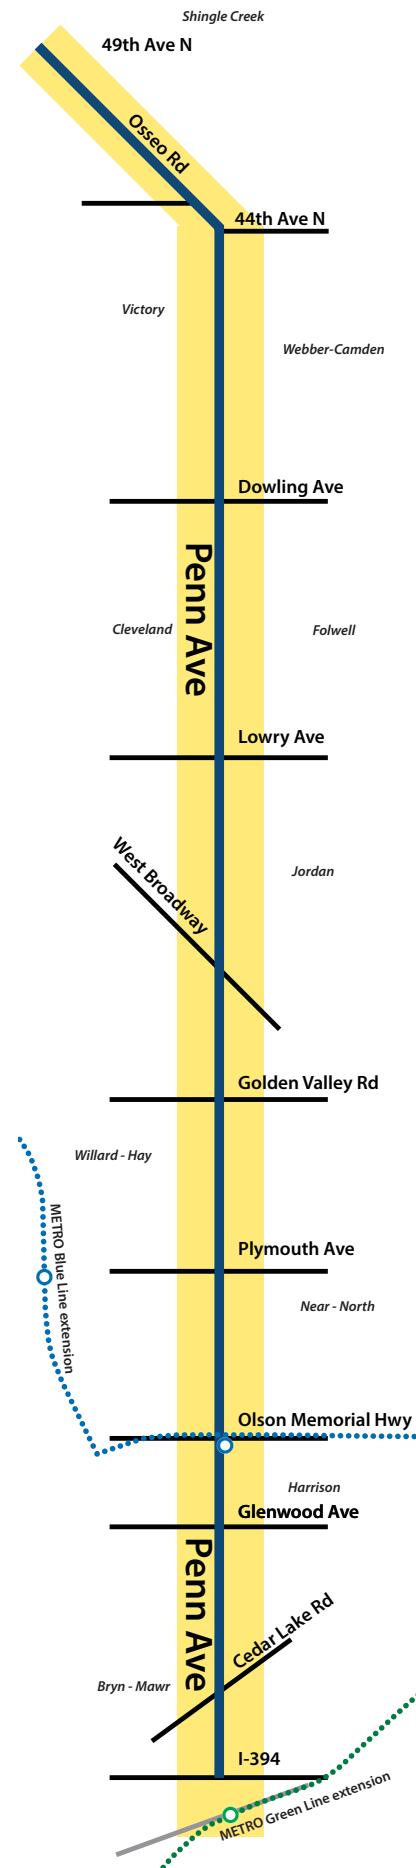 Shingle Creek
49th Ave N
Osseo Rd
44th Ave N
Victory
Webber-Camden
Dowling Ave
Penn Ave
Cleveland
Folwell
Lowry Ave
West Broadway
Jordan
Golden Valley Rd
Willard - Hay
METRO Blue Line extension
Plymouth Ave
Near - North
Olson Memorial Hwy
Harrison
Glenwood Ave
Penn Ave
Cedar Lake Rd
Bryn - Mawr
I-394
METRO Green Line extension